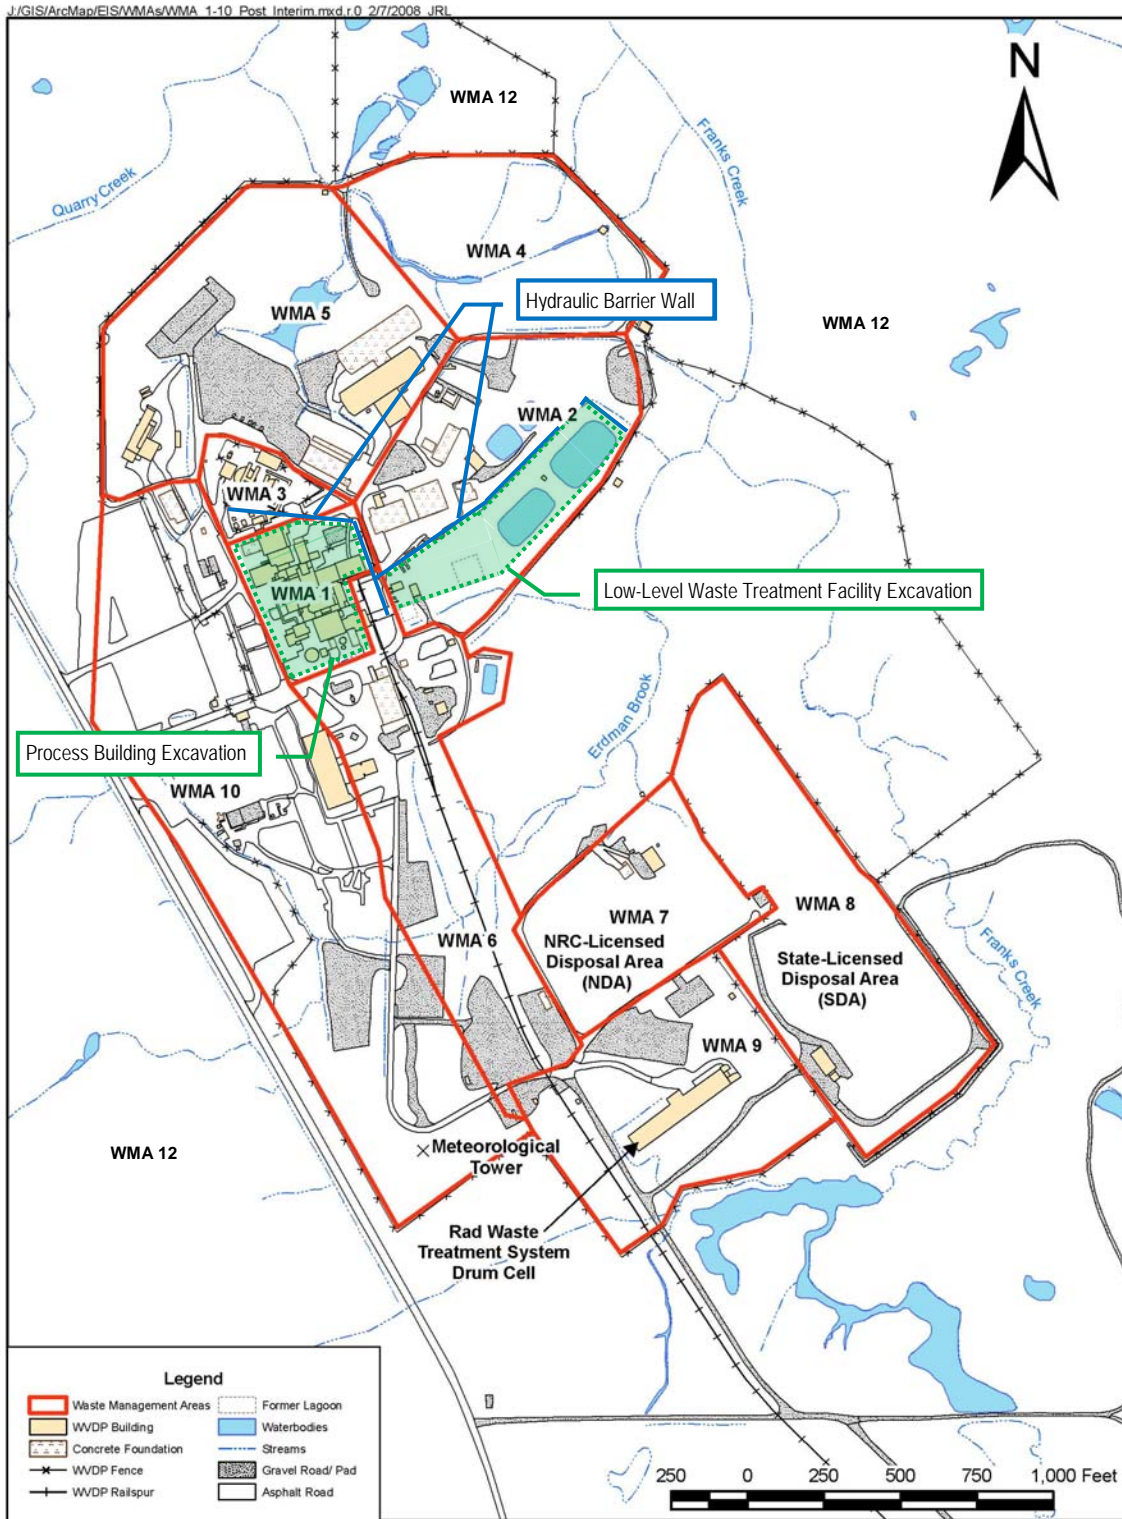 J:/GIS/ArcMap/EIS/WMAs/WMA_1-10_Post_Interim.mxd.r.0 2/7/2008 JRL
N
WMA 12
Franks Creek
Quarry Creek
WMA 4
Hydraulic Barrier Wall
WMA 5
WMA 12
WMA 2
WMA 3
WMA 1
Low-Level Waste Treatment Facility Excavation
Erdman Brook
Process Building Excavation
WMA 10
WMA 8
WMA 7
NRC-Licensed
Disposal Area
(NDA)
WMA 6
State-Licensed
Disposal Area
(SDA)
Franks Creek
WMA 9
WMA 12
Meteorological
Tower
Rad Waste
Treatment System
Drum Cell
Legend
Waste Management Areas
WVDP Building
Concrete Foundation
WVDP Fence
WVDP Railspur
Former Lagoon
Waterbodies
Streams
Gravel Road/ Pad
Asphalt Road
250 0 250 500 750 1,000 Feet